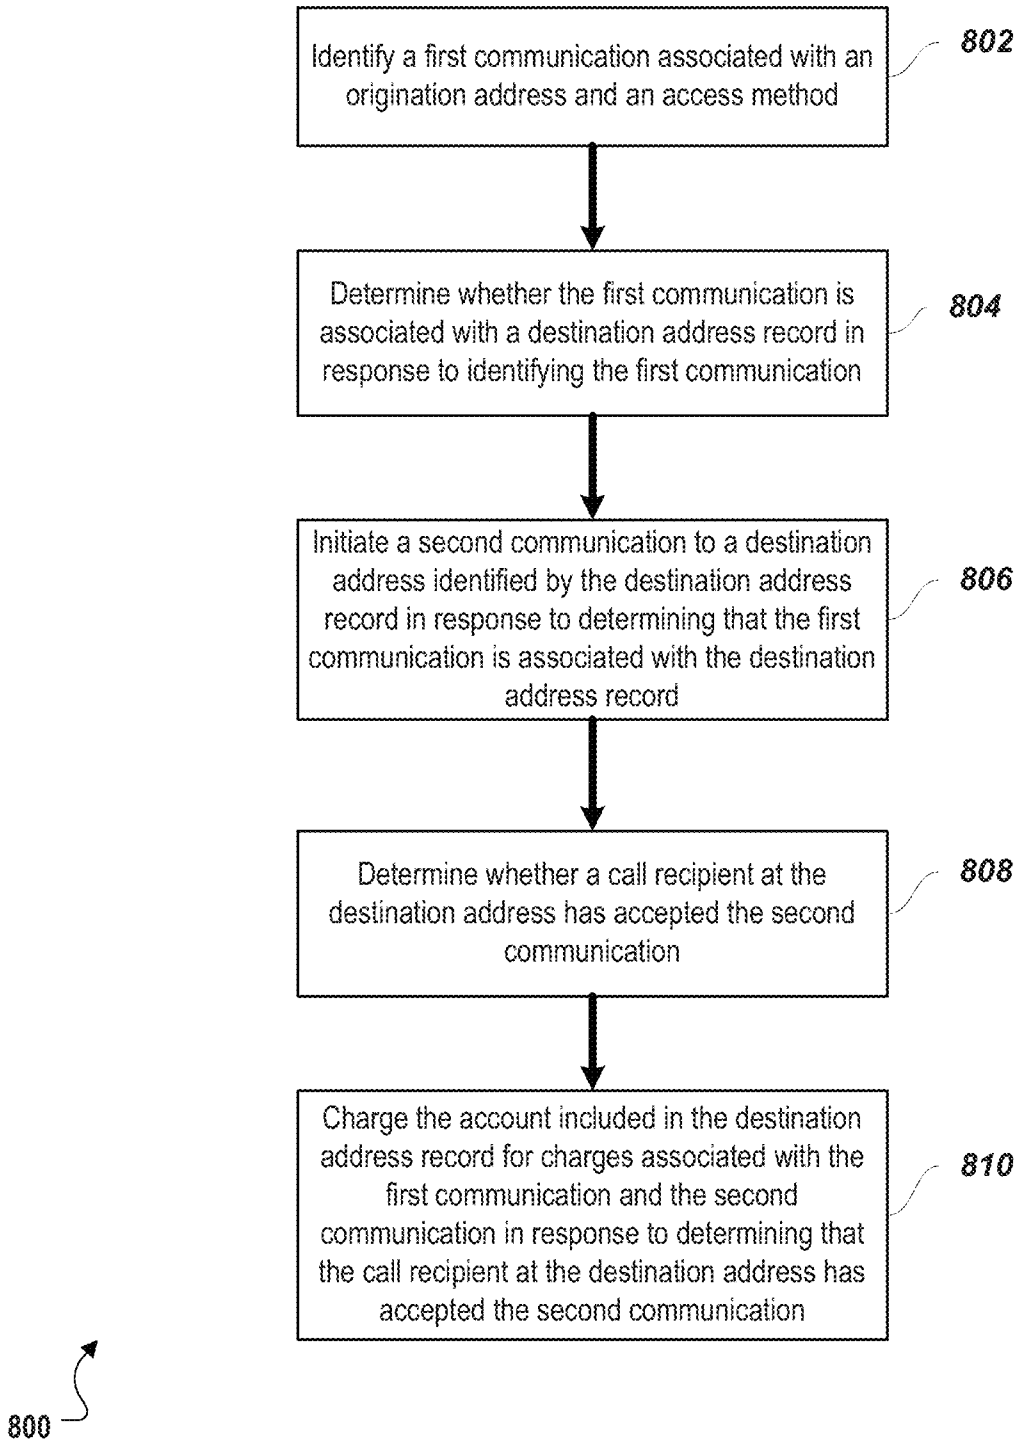 Identify a first communication associated with an
origination address and an access method
802
Determine whether the first communication is
associated with a destination address record in
response to identifying the first communication
804
Initiate a second communication to a destination
address identified by the destination address
record in response to determining that the first
communication is associated with the destination
address record
806
Determine whether a call recipient at the
destination address has accepted the second
communication
808
Charge the account included in the destination
address record for charges associated with the
first communication and the second
communication in response to determining that
the call recipient at the destination address has
accepted the second communication
810
800